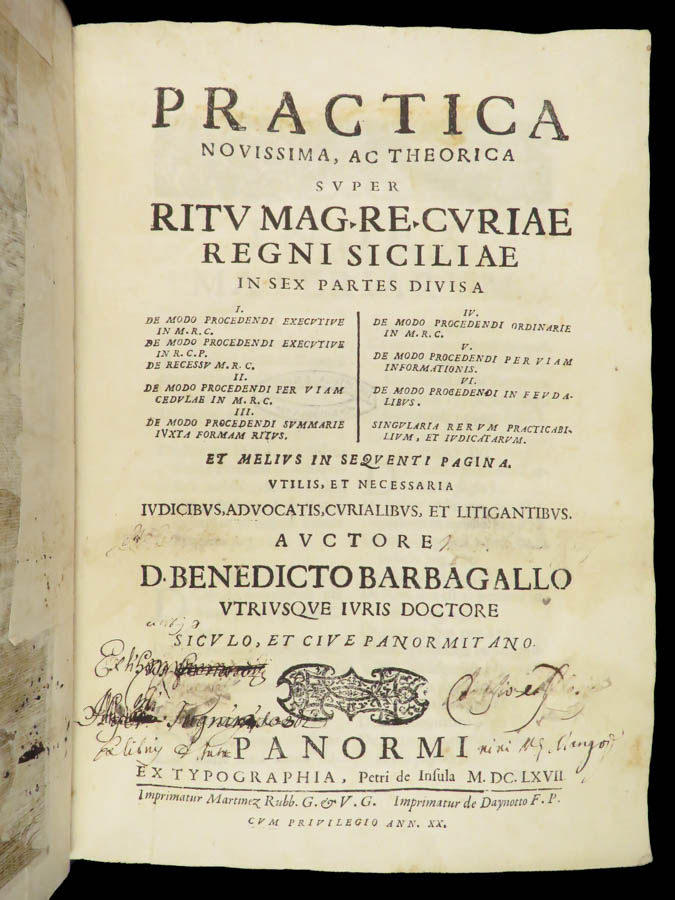 PRACTICA
NOVISSIMA, AC THEORICA
SVPER
RITV MAG. RE. CVRIAE
REGNI SICILIAE
IN SEX PARTES DIVISA
I.
DE MODO PROCEDENDI EXECVTIVE
IN M. R. C.
DE MODO PROCEDENDI EXECVTIVE
IN R. C. P.
DE RECESSV M. R. C.
II.
DE MODO PROCEDENDI PER VIAM
CEDVLAE IN M. R. C.
III.
DE MODO PROCEDENDI SVMMARIE
IVXTA FORMAM RITVS.
IV.
DE MODO PROCEDENDI ORDINARIE
IN M. R. C.
V.
DE MODO PROCEDENDI PER VIAM
INFORMATIONIS.
VI.
DE MODO PROCEDENDI IN FEVDA-
LIBVS.
SINGVLARIA RERVM PRACTICABI-
LIVM, ET IVDICATARVM.
ET MELIVS IN SEQVENTI PAGINA.
VTILIS, ET NECESSARIA
IVDICIBVS, ADVOCATIS, CVRIALIBVS, ET LITIGANTIBVS.
AVCTORE
D. BENEDICTO BARBAGALLO
VTRIVSQVE IVRIS DOCTORE
SICVLO, ET CIVE PANORMITANO.
PANORMI
EX TYPOGRAPHIA, Petri de Insula M. DC. LXVII
Imprimatur Martinez Rubb. G. & V. G. Imprimatur de Daynotto F. P.
CVM PRIVILEGIO ANN. XX.